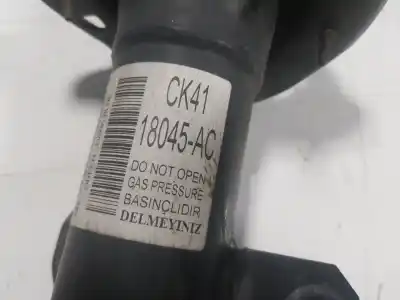 CK41
18045-AC
DO NOT OPEN
GAS PRESSURE
BASINÇLIDIR
DELMEYINIZ